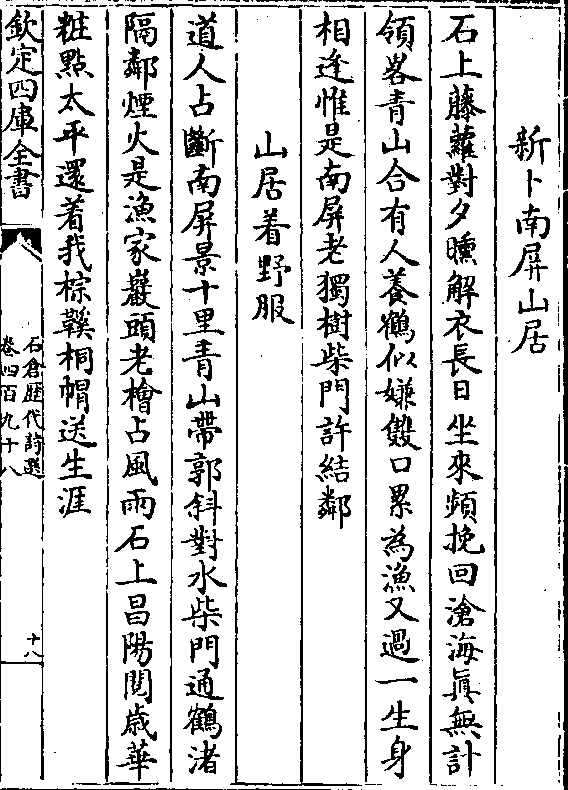 新卜南屏山居
石上藤蘿對夕曛解衣長日坐來頻挽回滄海眞無計
領畧青山合有人養鶴似嫌䨇口累為漁又過一生身
相逢惟是南屏老獨樹柴門許結鄰
山居着野服
道人占斷南屏景十里青山帶郭斜對水柴門通鶴渚
隔鄰煙火是漁家巖頭老檜占風雨石上昌陽閱歲華
粧點太平還着我棕鞵桐帽送生涯
欽定四庫全書
石倉歷代詩選
卷四百九十八
十八